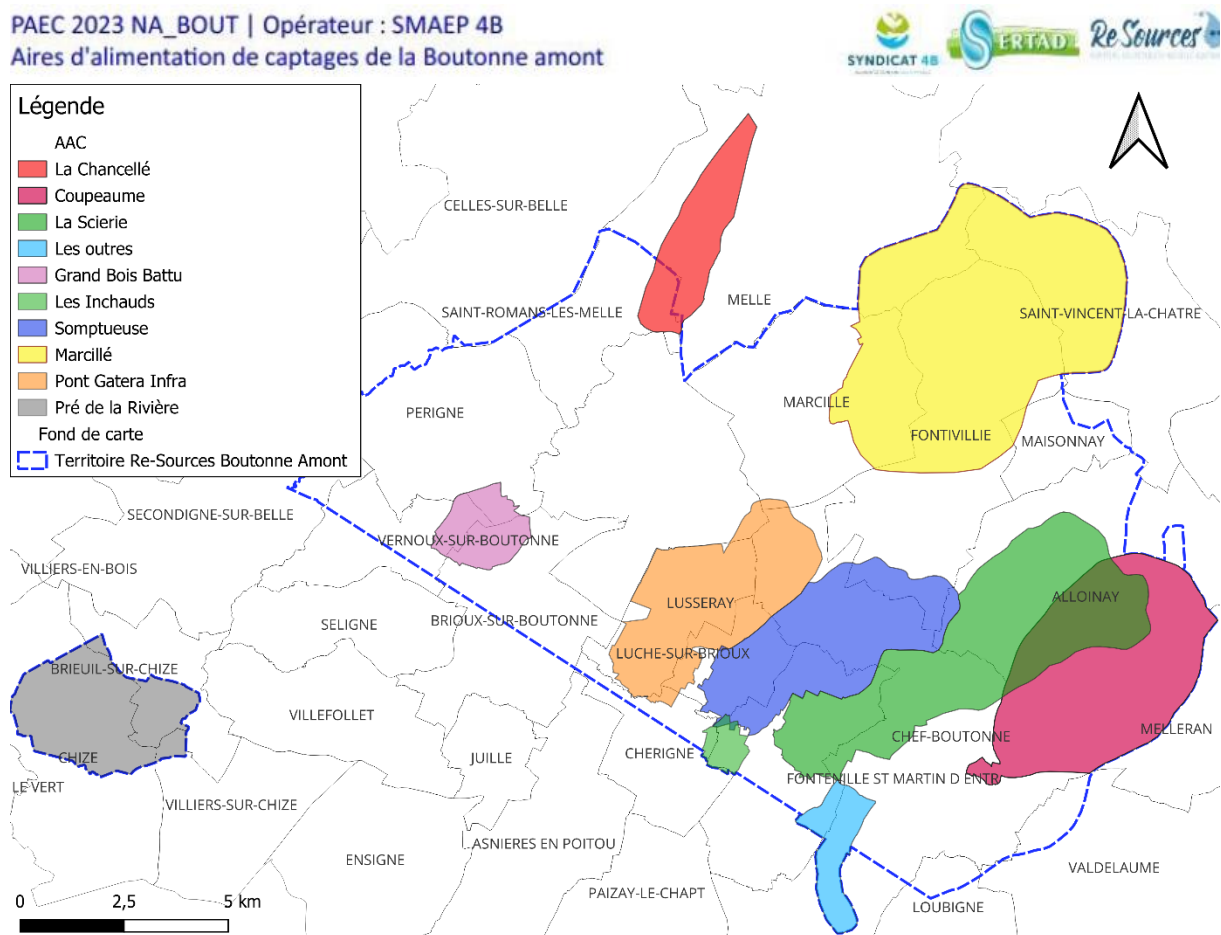 PAEC 2023 NA_BOUT | Opérateur : SMAEP 4B
Aires d'alimentation de captages de la Boutonne amont
SYNDICAT 4B
SERTAD
Re Sources
Légende
AAC
La Chancellé
Coupeaume
La Scierie
Les outres
Grand Bois Battu
Les Inchauds
Somptueuse
Marcillé
Pont Gatera Infra
Pré de la Rivière
Fond de carte
Territoire Re-Sources Boutonne Amont
CELLES-SUR-BELLE
SAINT-ROMANS-LES-MELLE
MELLE
SAINT-VINCENT-LA-CHATRE
PERIGNE
MARCILLE
FONTIVILLIE
MAISONNAY
SECONDIGNE-SUR-BELLE
VERNOUX-SUR-BOUTONNE
VILLIERS-EN-BOIS
LUSSERAY
ALLOINAY
SELIGNE
BRIOUX-SUR-BOUTONNE
LUCHE-SUR-BRIOUX
BRIEUIL-SUR-CHIZE
VILLEFOLLET
MELLERAN
CHEF-BOUTONNE
CHERIGNE
JUILLE
CHIZE
FONTENILLE ST MARTIN D ENTR
LE VERT
VILLIERS-SUR-CHIZE
ASNIERES EN POITOU
ENSIGNE
VALDELAUME
PAIZAY-LE-CHAPT
LOUBIGNE
0 2,5 5 km